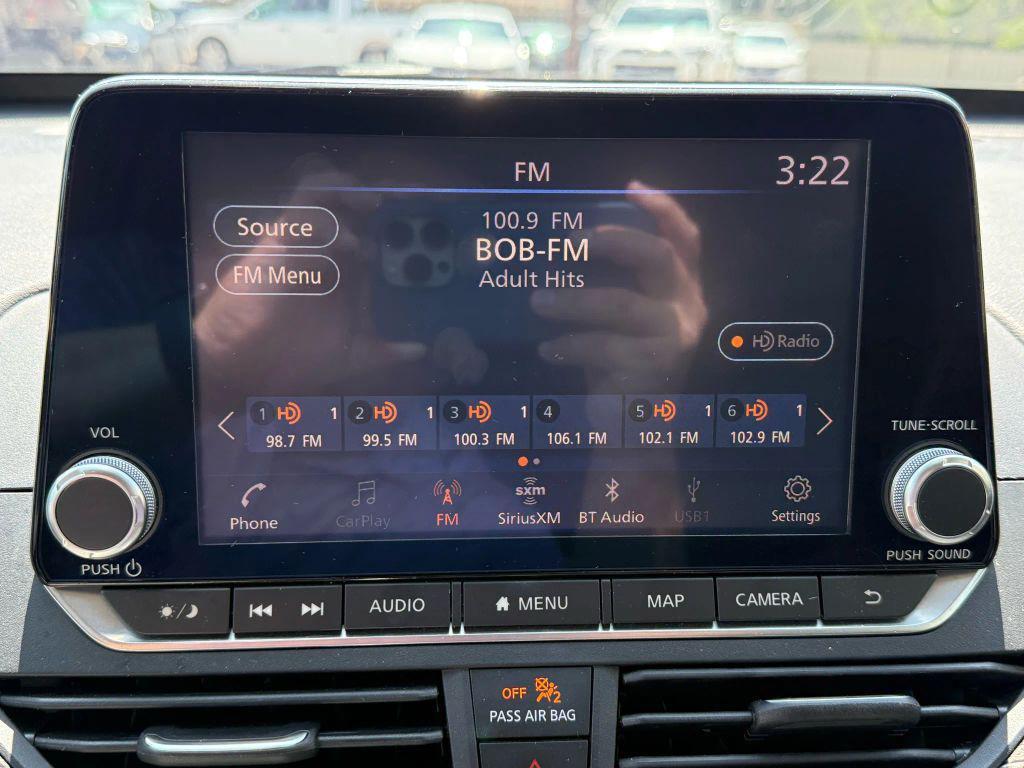 FM 3:22
Source
FM Menu
100.9 FM
BOB-FM
Adult Hits
HD Radio
1 HD 1 2 HD 1 3 HD 1 4 5 HD 1 6 HD 1
98.7 FM 99.5 FM 100.3 FM 106.1 FM 102.1 FM 102.9 FM
VOL
TUNE·SCROLL
sxm
Phone CarPlay FM SiriusXM BT Audio USB1 Settings
PUSH
PUSH SOUND
AUDIO MENU MAP CAMERA
OFF 2
PASS AIR BAG